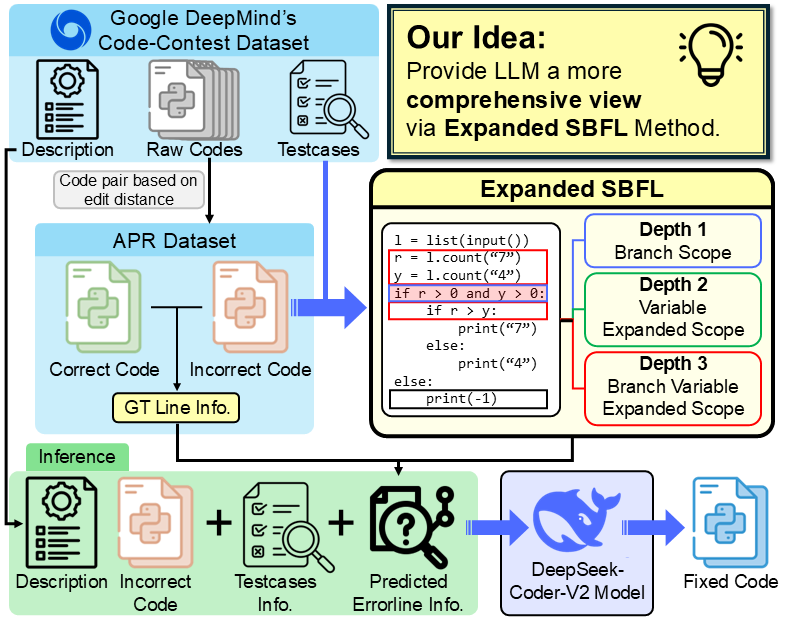 Google DeepMind's
Code-Contest Dataset
Description
Raw Codes
Testcases
Our Idea:
Provide LLM a more
comprehensive view
via Expanded SBFL Method.
Code pair based on
edit distance
APR Dataset
Correct Code
Incorrect Code
GT Line Info.
Expanded SBFL
l = list(input())
r = l.count(“7”)
y = l.count(“4”)
if r > 0 and y > 0:
if r > y:
print(“7”)
else:
print(“4”)
else:
print(-1)
Depth 1
Branch Scope
Depth 2
Variable
Expanded Scope
Depth 3
Branch Variable
Expanded Scope
Inference
Description
Incorrect
Code
+
Testcases
Info.
+
?
Predicted
Errorline Info.
DeepSeek-
Coder-V2 Model
Fixed Code